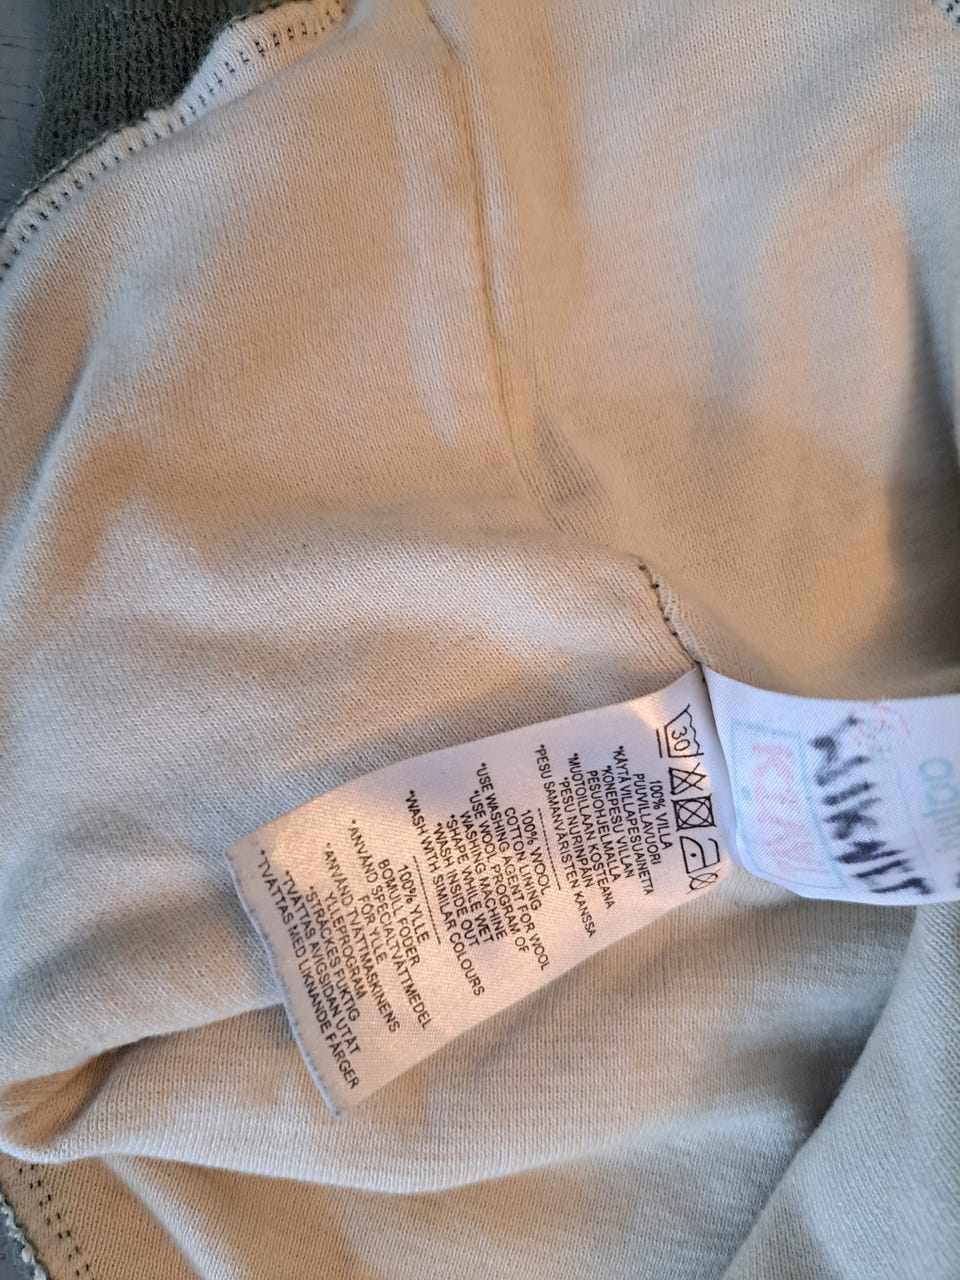 30
100% VILLA
PUUVILLAVUORI
*KÄYTÄ VILLAPESUAINETTA
*KONEPESU VILLAN
PESUOHJELMALLA
*MUOTOILLAAN KOSTEANA
*PESU NURINPÄIN
*PESU SAMANVÄRISTEN KANSSA
100% WOOL
COTTON LINING
*USE WASHING AGENT FOR WOOL
*USE WOOL PROGRAM OF
WASHING MACHINE
*SHAPE WHILE WET
*WASH INSIDE OUT
*WASH WITH SIMILAR COLOURS
100% YLLE
BOMULL FODER
*ANVÄND SPECIALTVÄTTMEDEL
FÖR YLLE
*ANVÄND TVÄTTMASKINENS
YLLEPROGRAM
*STRÄCKES FUKTIG
*TVÄTTAS AVIGSIDAN UTÅT
*TVÄTTAS MED LIKNANDE FÄRGER